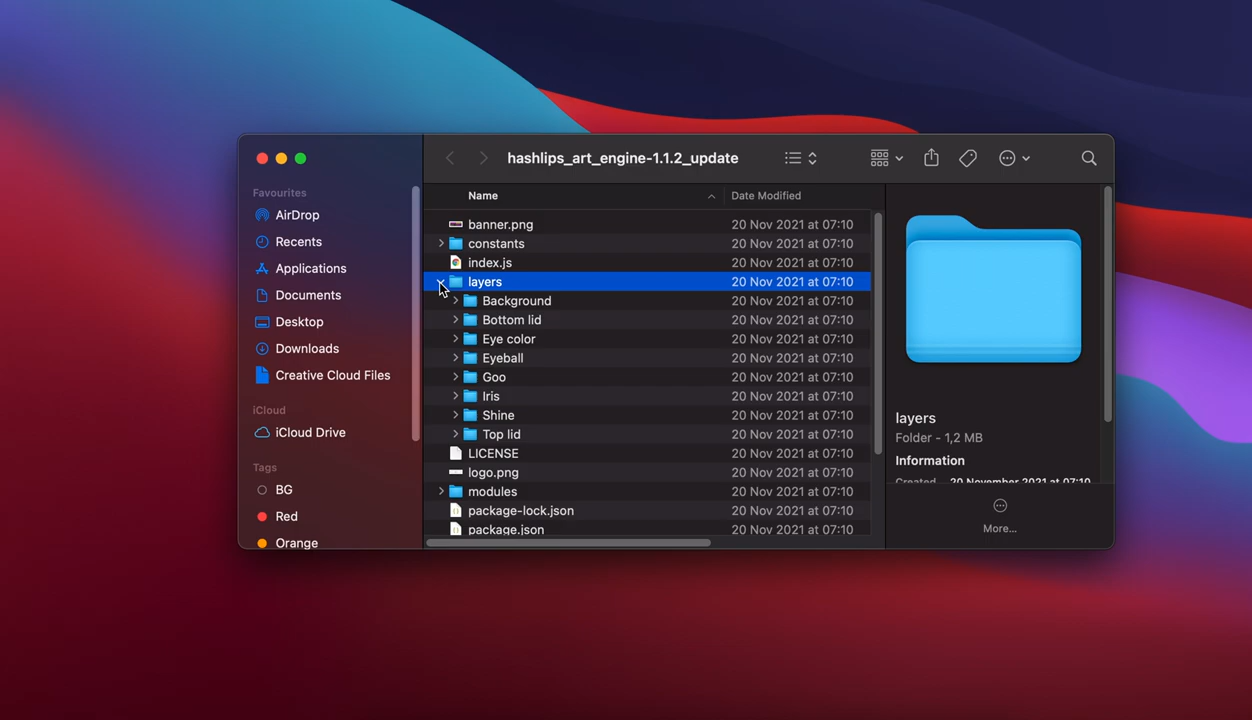 hashlips_art_engine-1.1.2_update
Favourites
AirDrop
Recents
Applications
Documents
Desktop
Downloads
Creative Cloud Files
iCloud
iCloud Drive
Tags
BG
Red
Orange
Name Date Modified
banner.png 20 Nov 2021 at 07:10
constants 20 Nov 2021 at 07:10
index.js 20 Nov 2021 at 07:10
layers 20 Nov 2021 at 07:10
Background 20 Nov 2021 at 07:10
Bottom lid 20 Nov 2021 at 07:10
Eye color 20 Nov 2021 at 07:10
Eyeball 20 Nov 2021 at 07:10
Goo 20 Nov 2021 at 07:10
Iris 20 Nov 2021 at 07:10
Shine 20 Nov 2021 at 07:10
Top lid 20 Nov 2021 at 07:10
LICENSE 20 Nov 2021 at 07:10
logo.png 20 Nov 2021 at 07:10
modules 20 Nov 2021 at 07:10
package-lock.json 20 Nov 2021 at 07:10
package.json 20 Nov 2021 at 07:10
layers
Folder - 1,2 MB
Information
Created 20 November 2021 at 07:10
More...